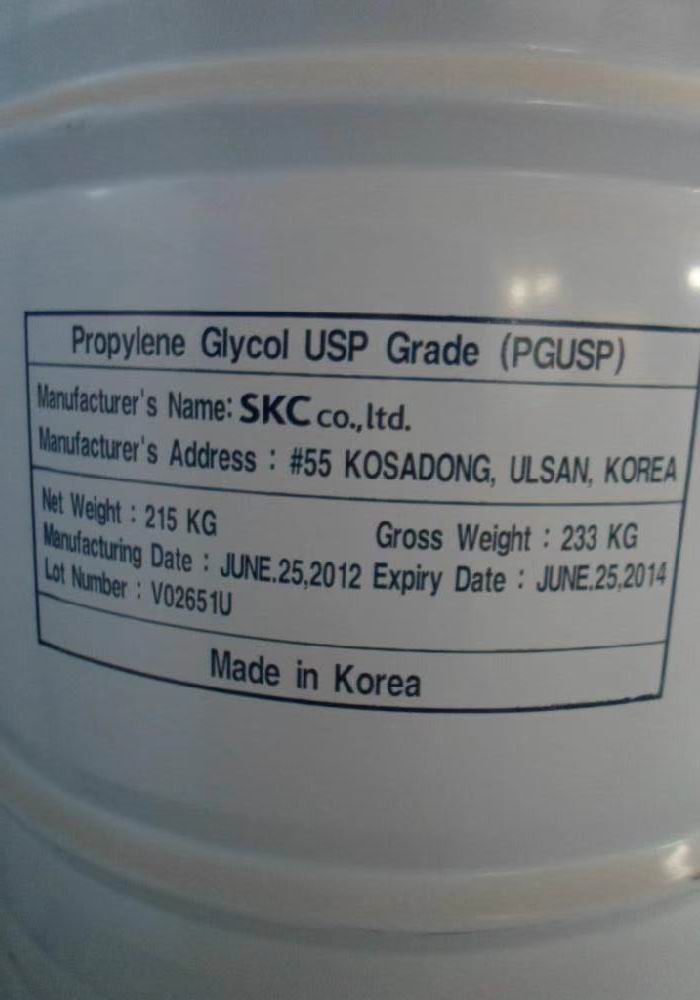 Propylene Glycol USP Grade (PGUSP)
Manufacturer's Name: SKC co.,ltd.
Manufacturer's Address : #55 KOSADONG, ULSAN, KOREA
Net Weight : 215 KG Gross Weight : 233 KG
Manufacturing Date : JUNE.25,2012 Expiry Date : JUNE.25,2014
Lot Number : V02651U
Made in Korea